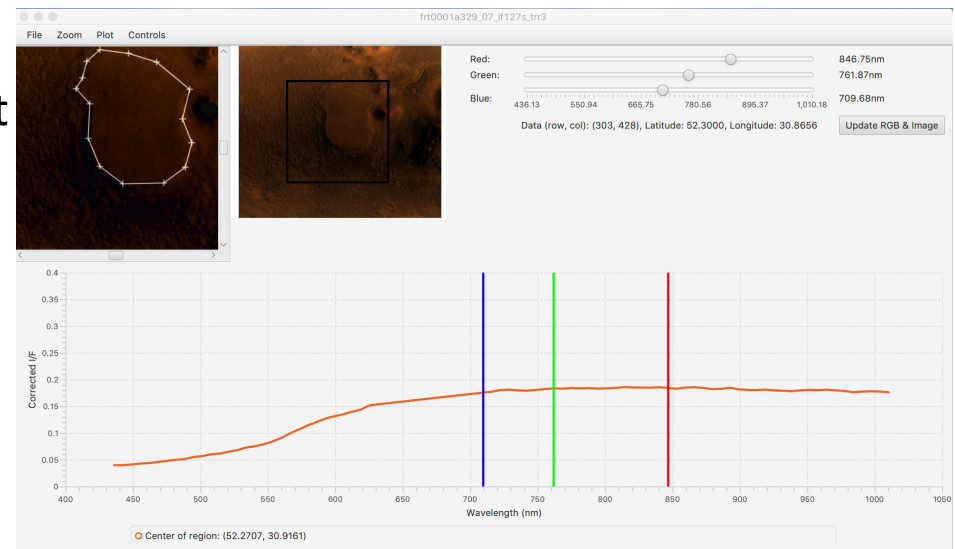 frt0001a329_07_if127s_trr3
File Zoom Plot Controls
t
Red: 846.75nm
Green: 761.87nm
Blue: 709.68nm
436.13 550.94 665.75 780.56 895.37 1,010.18
Data (row, col): (303, 428), Latitude: 52.3000, Longitude: 30.8656
Update RGB & Image
0.4
0.35
0.3
0.25
0.2
0.15
0.1
0.05
0
Corrected I/F
400 450 500 550 600 650 700 750 800 850 900 950 1000 1050
Wavelength (nm)
Center of region: (52.2707, 30.9161)